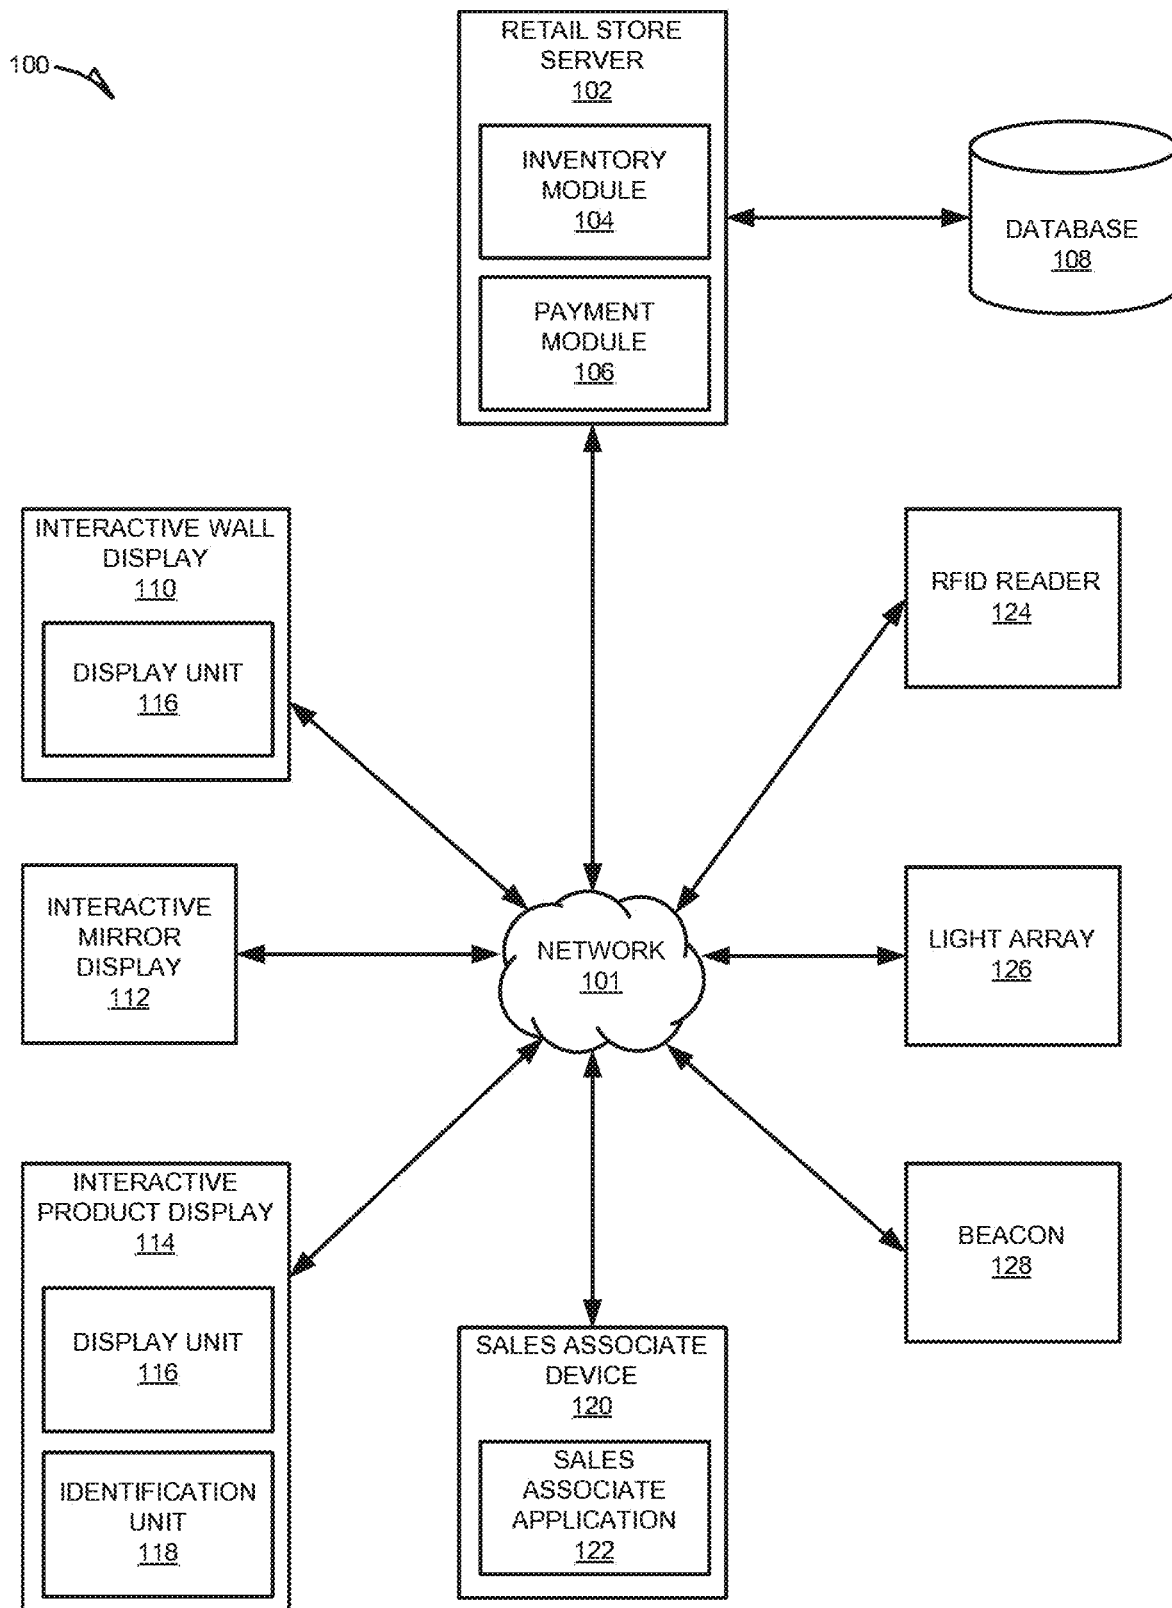 100
RETAIL STORE
SERVER
102
INVENTORY
MODULE
104
PAYMENT
MODULE
106
DATABASE
108
INTERACTIVE WALL
DISPLAY
110
DISPLAY UNIT
116
RFID READER
124
INTERACTIVE
MIRROR
DISPLAY
112
NETWORK
101
LIGHT ARRAY
126
INTERACTIVE
PRODUCT DISPLAY
114
DISPLAY UNIT
116
IDENTIFICATION
UNIT
118
SALES ASSOCIATE
DEVICE
120
SALES
ASSOCIATE
APPLICATION
122
BEACON
128